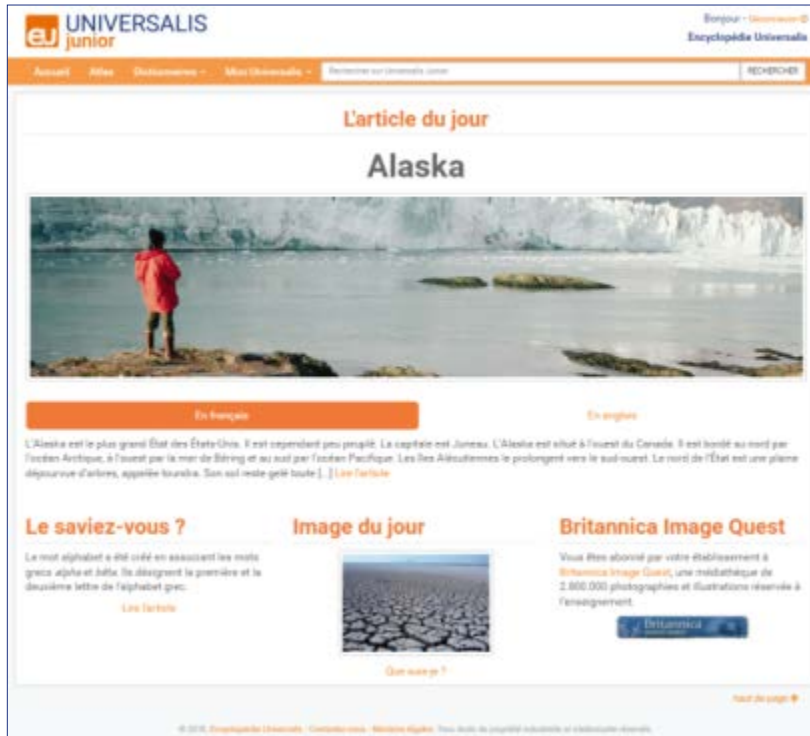 eu UNIVERSALIS
junior
Bonjour -
Encyclopédie Universalis
Accueil Atlas Dictionnaires Mon Universalis Rechercher sur Universalis Junior RECHERCHER
L'article du jour
Alaska
En français En anglais
L'Alaska est le plus grand État des États-Unis. Il est cependant peu peuplé. La capitale est Juneau. L'Alaska est situé à l'ouest du Canada. Il est bordé au nord par
l'océan Arctique, à l'ouest par la mer de Béring et au sud par l'océan Pacifique. Les îles Aléoutiennes le prolongent vers le sud-ouest. Le nord de l'État est une plaine
dépourvue d'arbres, appelée toundra. Son sol reste gelé toute [...] Lire l'article
Le saviez-vous ?
Le mot alphabet a été créé en associant les mots
grecs alpha et bêta. Ils désignent la première et la
deuxième lettre de l'alphabet grec.
Lire l'article
Image du jour
Que suis-je ?
Britannica Image Quest
Vous êtes abonné par votre établissement à
Britannica Image Quest, une médiathèque de
2.800.000 photographies et illustrations réservée à
l'enseignement.
Britannica
haut de page
© 2018, Encyclopædia Universalis - Contactez-nous - Mentions légales. Tous droits de propriété industrielle et intellectuelle réservés.